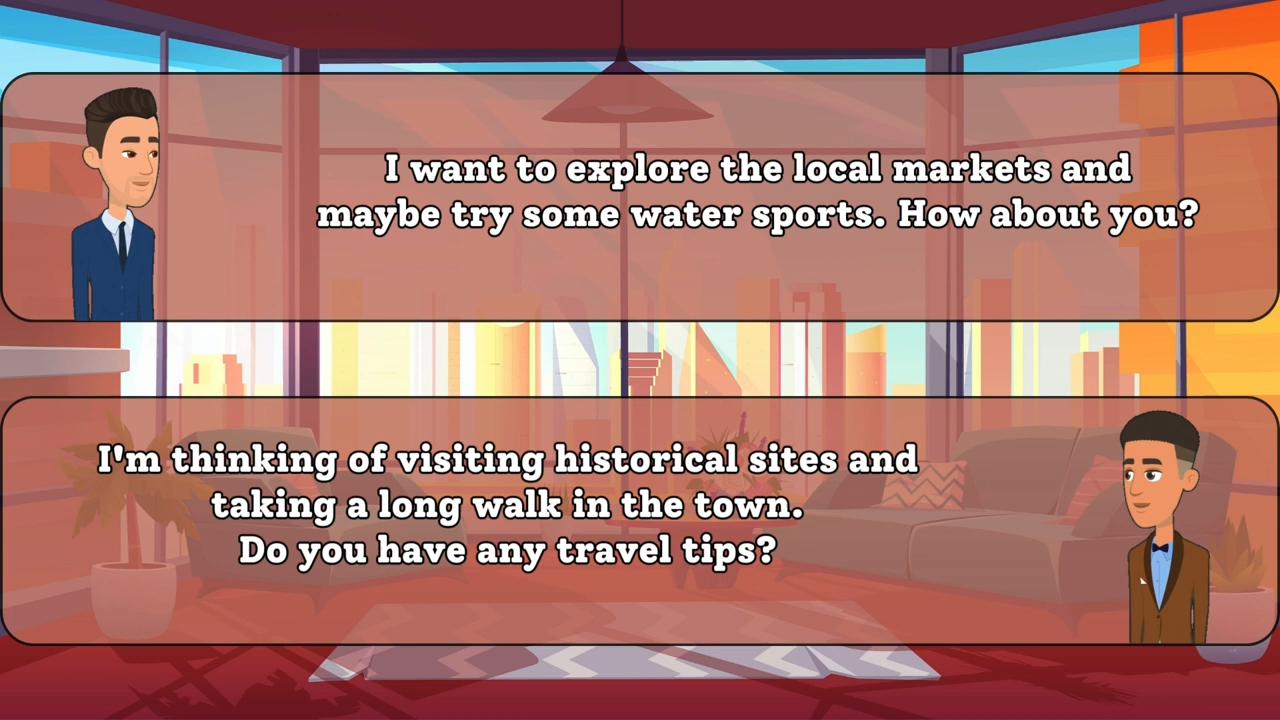 I want to explore the local markets and
maybe try some water sports. How about you?
I'm thinking of visiting historical sites and
taking a long walk in the town.
Do you have any travel tips?